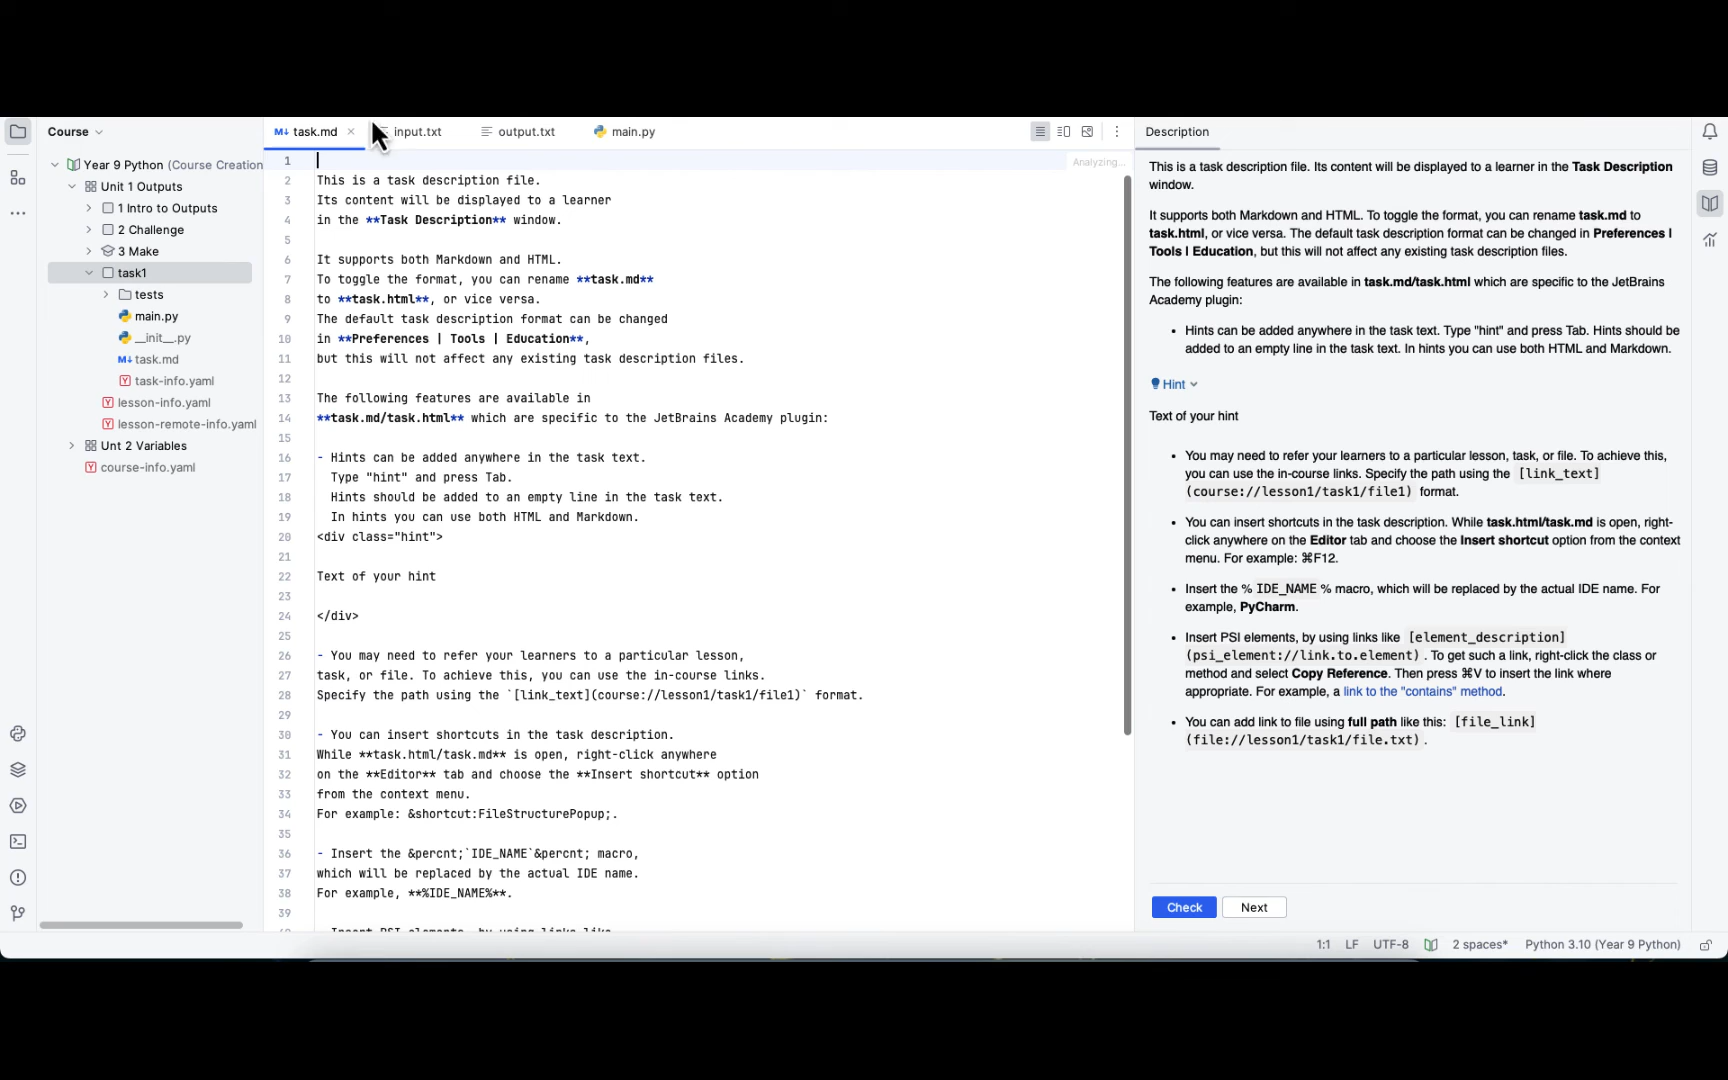 Course
task.md
input.txt
output.txt
main.py
Description
Year 9 Python (Course Creation
Unit 1 Outputs
1 Intro to Outputs
2 Challenge
3 Make
task1
tests
main.py
__init__.py
task.md
task-info.yaml
lesson-info.yaml
lesson-remote-info.yaml
Unt 2 Variables
course-info.yaml
Analyzing...
1
2 This is a task description file.
3 Its content will be displayed to a learner
4 in the **Task Description** window.
5
6 It supports both Markdown and HTML.
7 To toggle the format, you can rename **task.md**
8 to **task.html**, or vice versa.
9 The default task description format can be changed
10 in **Preferences | Tools | Education**,
11 but this will not affect any existing task description files.
12
13 The following features are available in
14 **task.md/task.html** which are specific to the JetBrains Academy plugin:
15
16 - Hints can be added anywhere in the task text.
17 Type "hint" and press Tab.
18 Hints should be added to an empty line in the task text.
19 In hints you can use both HTML and Markdown.
20 <div class="hint">
21
22 Text of your hint
23
24 </div>
25
26 - You may need to refer your learners to a particular lesson,
27 task, or file. To achieve this, you can use the in-course links.
28 Specify the path using the `[link_text](course://lesson1/task1/file1)` format.
29
30 - You can insert shortcuts in the task description.
31 While **task.html/task.md** is open, right-click anywhere
32 on the **Editor** tab and choose the **Insert shortcut** option
33 from the context menu.
34 For example: &shortcut:FileStructurePopup;.
35
36 - Insert the &percnt;`IDE_NAME`&percnt; macro,
37 which will be replaced by the actual IDE name.
38 For example, **%IDE_NAME%**.
39
This is a task description file. Its content will be displayed to a learner in the Task Description
window.
It supports both Markdown and HTML. To toggle the format, you can rename task.md to
task.html, or vice versa. The default task description format can be changed in Preferences |
Tools | Education, but this will not affect any existing task description files.
The following features are available in task.md/task.html which are specific to the JetBrains
Academy plugin:
• Hints can be added anywhere in the task text. Type "hint" and press Tab. Hints should be
added to an empty line in the task text. In hints you can use both HTML and Markdown.
Hint
Text of your hint
• You may need to refer your learners to a particular lesson, task, or file. To achieve this,
you can use the in-course links. Specify the path using the [link_text]
(course://lesson1/task1/file1) format.
• You can insert shortcuts in the task description. While task.html/task.md is open, right-
click anywhere on the Editor tab and choose the Insert shortcut option from the context
menu. For example: ⌘F12.
• Insert the % IDE_NAME % macro, which will be replaced by the actual IDE name. For
example, PyCharm.
• Insert PSI elements, by using links like [element_description]
(psi_element://link.to.element) . To get such a link, right-click the class or
method and select Copy Reference. Then press ⌘V to insert the link where
appropriate. For example, a link to the "contains" method.
• You can add link to file using full path like this: [file_link]
(file://lesson1/task1/file.txt) .
Check
Next
1:1 LF UTF-8 2 spaces* Python 3.10 (Year 9 Python)